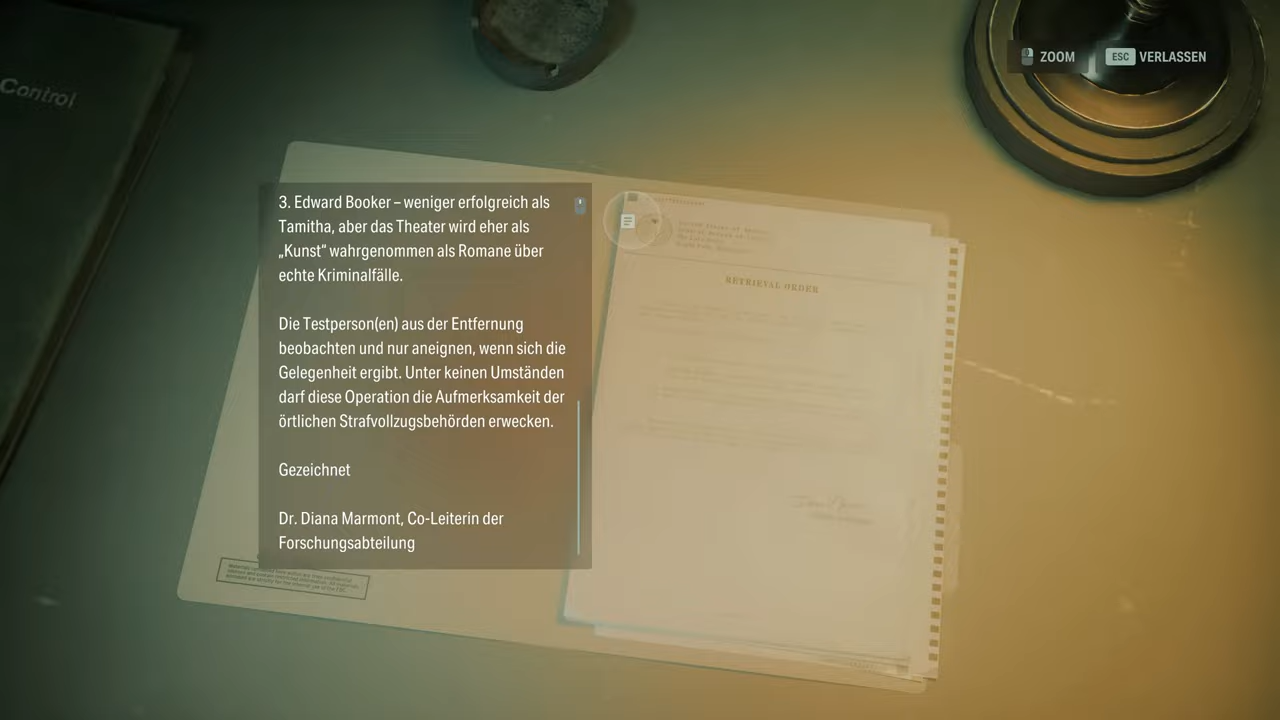 Control
ZOOM
ESC VERLASSEN
3. Edward Booker – weniger erfolgreich als
Tamitha, aber das Theater wird eher als
„Kunst“ wahrgenommen als Romane über
echte Kriminalfälle.
Die Testperson(en) aus der Entfernung
beobachten und nur aneignen, wenn sich die
Gelegenheit ergibt. Unter keinen Umständen
darf diese Operation die Aufmerksamkeit der
örtlichen Strafvollzugsbehörden erwecken.
Gezeichnet
Dr. Diana Marmont, Co-Leiterin der
Forschungsabteilung
RETRIEVAL ORDER